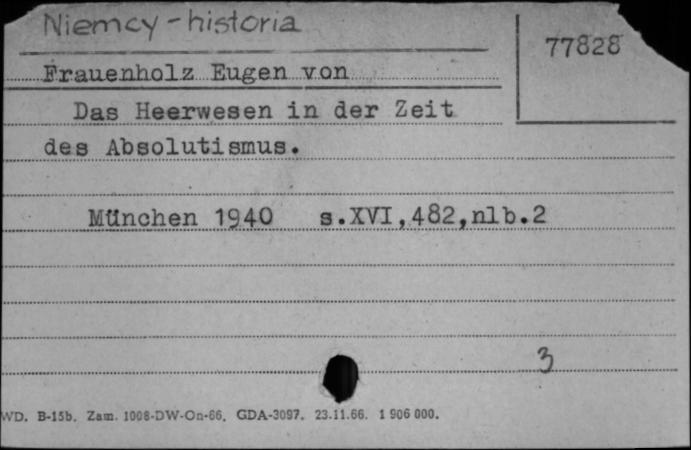 Niemcy - historia
77828
Frauenholz Eugen von
Das Heerwesen in der Zeit
des Absolutismus.
München 1940 s.XVI,482,nlb.2
3
WD. B-15b. Zam. 1008-DW-On-66. GDA-3097. 23.11.66. 1 906 000.